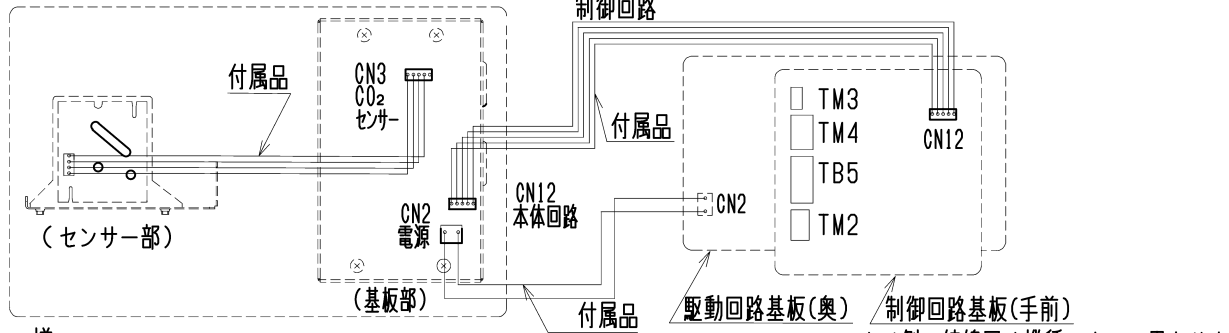 制御回路
付属品
CN3
CO₂
センサー
TM3
TM4
付属品
CN12
TB5
CN12
本体回路
CN2
電源
CN2
TM2
(センサー部)
(基板部)
付属品
駆動回路基板(奥)
制御回路基板(手前)